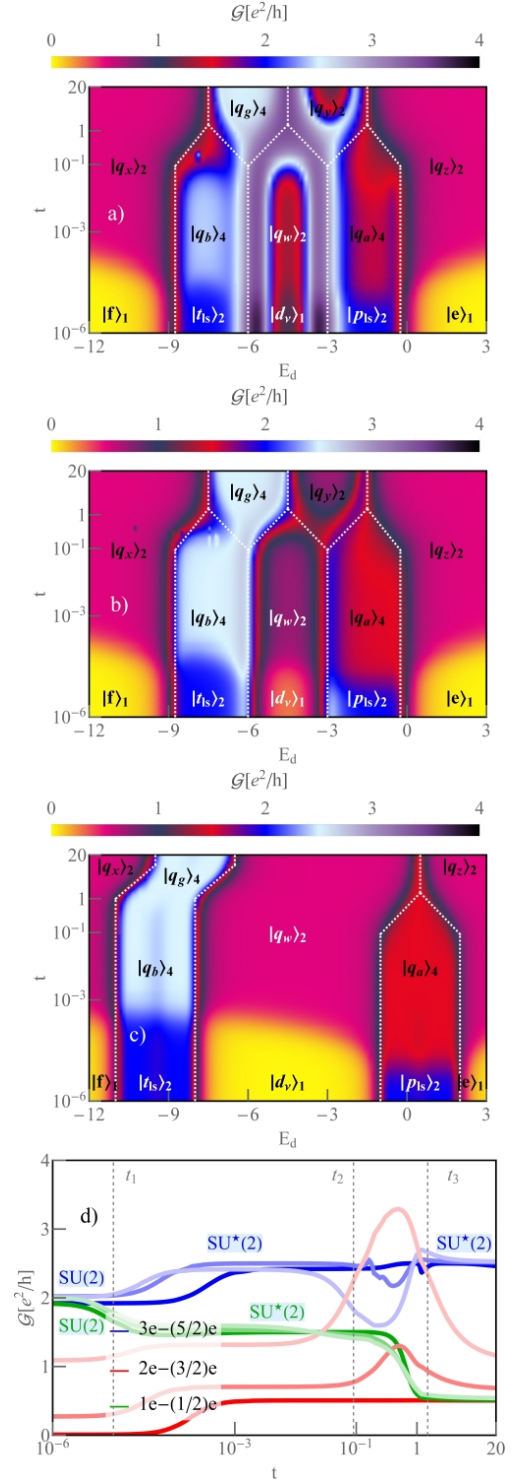 𝒢[e²/h]
0 1 2 3 4
20
1
10⁻¹
10⁻³
10⁻⁶
t
a)
|q_g⟩₄ |q_y⟩₂
|q_x⟩₂ |q_z⟩₂
|q_b⟩₄ |q_w⟩₂ |q_a⟩₄
|f⟩₁ |t_ls⟩₂ |d_ν⟩₁ |p_ls⟩₂ |e⟩₁
−12 −9 −6 −3 0 3
E_d
𝒢[e²/h]
0 1 2 3 4
20
1
10⁻¹
10⁻³
10⁻⁶
t
b)
|q_g⟩₄ |q_y⟩₂
|q_x⟩₂ |q_z⟩₂
|q_b⟩₄ |q_w⟩₂ |q_a⟩₄
|f⟩₁ |t_ls⟩₂ |d_ν⟩₁ |p_ls⟩₂ |e⟩₁
−12 −9 −6 −3 0 3
E_d
𝒢[e²/h]
0 1 2 3 4
20
1
10⁻¹
10⁻³
10⁻⁶
t
c)
|q_x⟩₂ |q_g⟩₄ |q_z⟩₂
|q_b⟩₄ |q_w⟩₂ |q_a⟩₄
|f⟩₁ |t_ls⟩₂ |d_ν⟩₁ |p_ls⟩₂ |e⟩₁
−12 −9 −6 −3 0 3
E_d
4
3
2
1
0
𝒢[e²/h]
d)
t₁ t₂ t₃
SU(2) SU★(2) SU★(2)
SU(2) SU★(2)
3e−(5/2)e
2e−(3/2)e
1e−(1/2)e
10⁻⁶ 10⁻³ 10⁻¹ 1 20
t